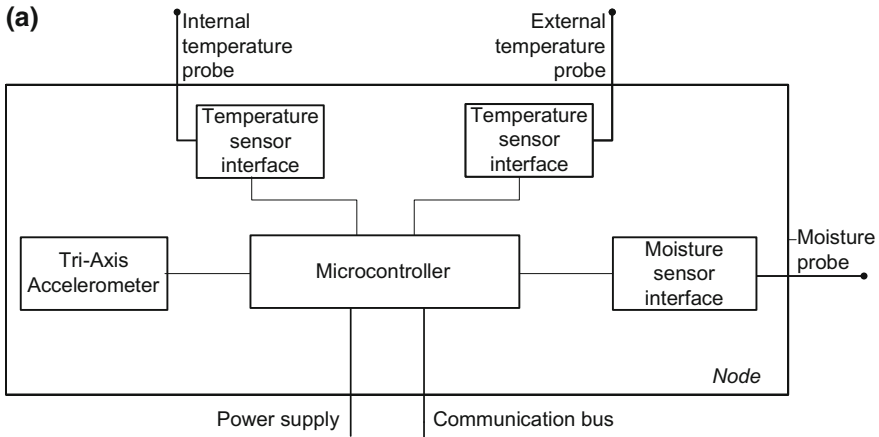 (a)
Internal
temperature
probe
External
temperature
probe
Temperature
sensor
interface
Temperature
sensor
interface
Tri-Axis
Accelerometer
Microcontroller
Moisture
sensor
interface
Moisture
probe
Node
Power supply
Communication bus